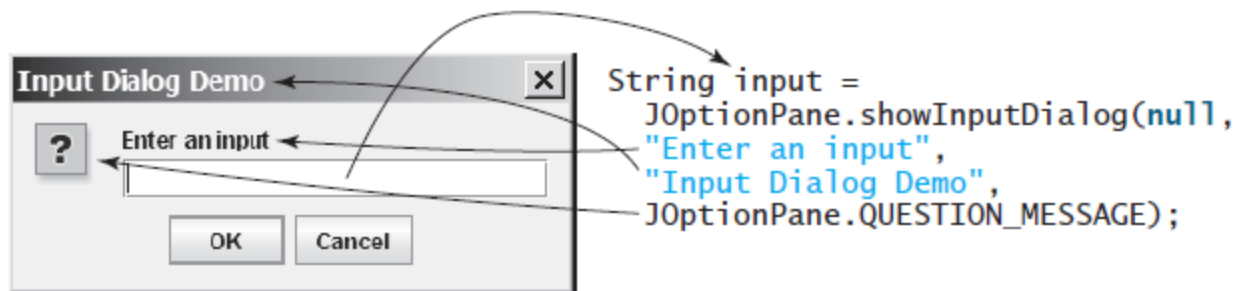 Input Dialog Demo
?
Enter an input
OK Cancel
String input =
JOptionPane.showInputDialog(null,
"Enter an input",
"Input Dialog Demo",
JOptionPane.QUESTION_MESSAGE);